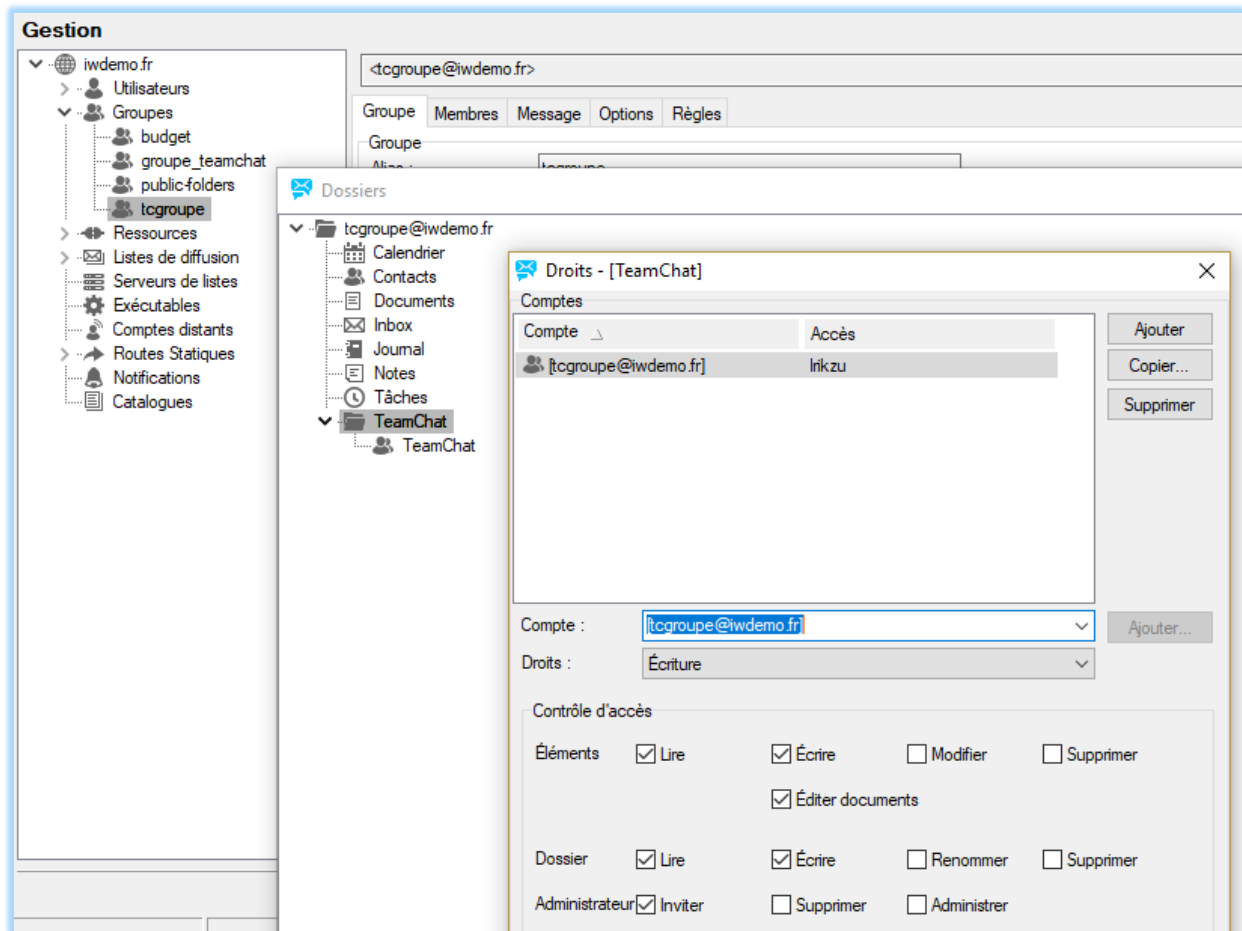 Gestion
iwdemo.fr
Utilisateurs
Groupes
budget
groupe_teamchat
public-folders
tcgroupe
Ressources
Listes de diffusion
Serveurs de listes
Exécutables
Comptes distants
Routes Statiques
Notifications
Catalogues
<tcgroupe@iwdemo.fr>
Groupe Membres Message Options Règles
Groupe
Alias : tcgroupe
Dossiers
tcgroupe@iwdemo.fr
Calendrier
Contacts
Documents
Inbox
Journal
Notes
Tâches
TeamChat
TeamChat
Droits - [TeamChat]
Comptes
Compte Accès
[tcgroupe@iwdemo.fr] lrikzu
Ajouter
Copier...
Supprimer
Compte : [tcgroupe@iwdemo.fr] Ajouter...
Droits : Écriture
Contrôle d'accès
Éléments Lire Écrire Modifier Supprimer
Éditer documents
Dossier Lire Écrire Renommer Supprimer
Administrateur Inviter Supprimer Administrer